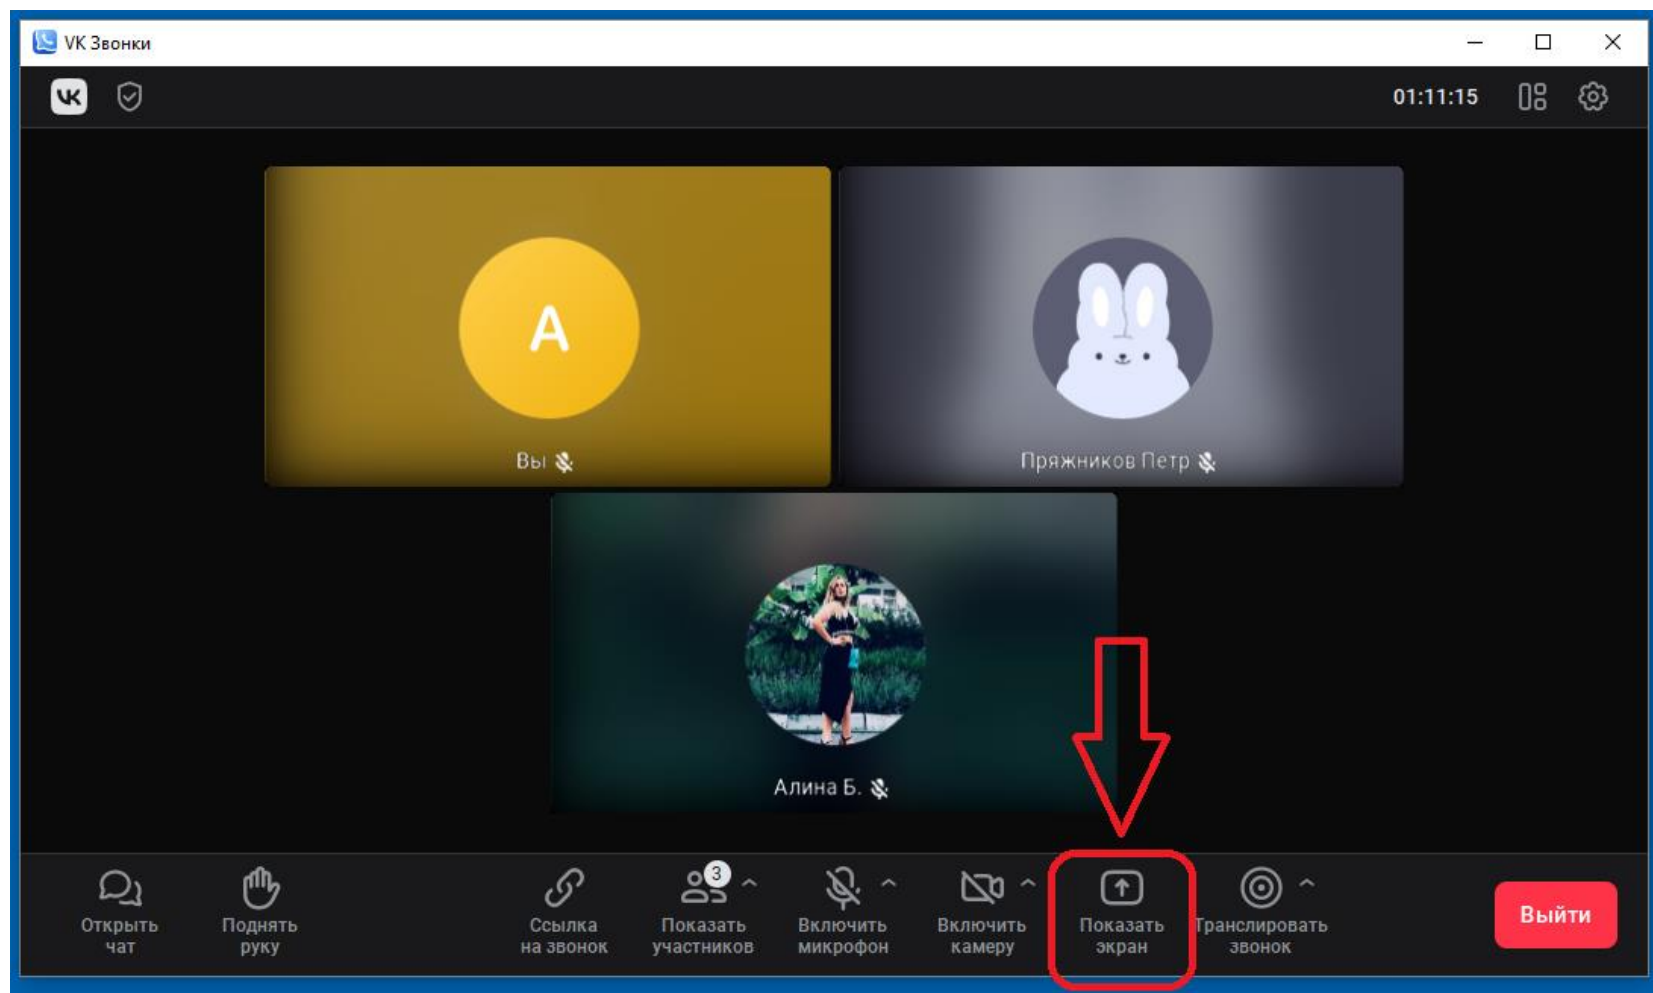 VK Звонки
VK
01:11:15
A
Вы
Пряжников Петр
Алина Б.
3
Открыть
чат
Поднять
руку
Ссылка
на звонок
Показать
участников
Включить
микрофон
Включить
камеру
Показать
экран
Транслировать
звонок
Выйти